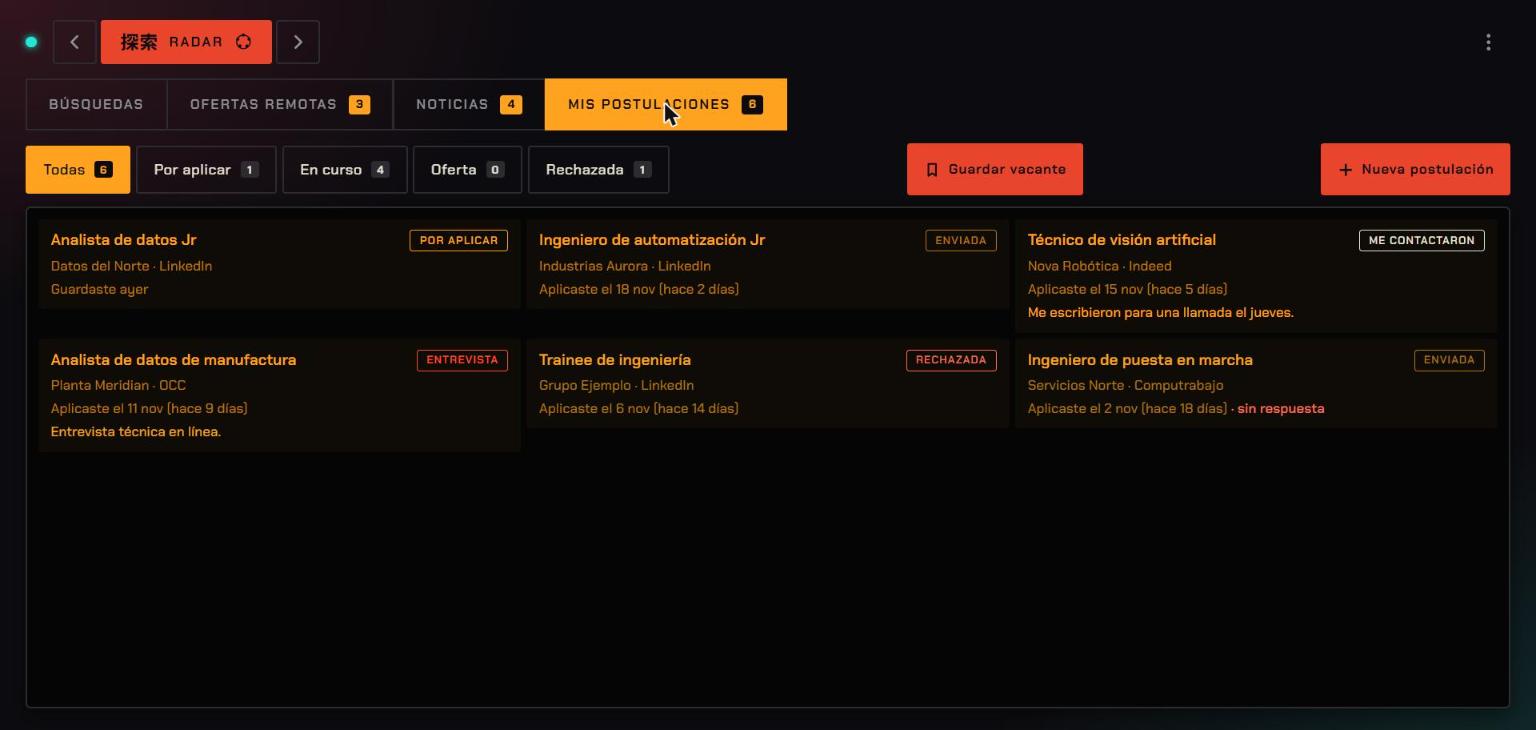 探索 RADAR
BÚSQUEDAS OFERTAS REMOTAS 3 NOTICIAS 4 MIS POSTULACIONES 6
Todas 6 Por aplicar 1 En curso 4 Oferta 0 Rechazada 1 Guardar vacante + Nueva postulación
Analista de datos Jr POR APLICAR
Datos del Norte · LinkedIn
Guardaste ayer
Ingeniero de automatización Jr ENVIADA
Industrias Aurora · LinkedIn
Aplicaste el 18 nov (hace 2 días)
Técnico de visión artificial ME CONTACTARON
Nova Robótica · Indeed
Aplicaste el 15 nov (hace 5 días)
Me escribieron para una llamada el jueves.
Analista de datos de manufactura ENTREVISTA
Planta Meridian · OCC
Aplicaste el 11 nov (hace 9 días)
Entrevista técnica en línea.
Trainee de ingeniería RECHAZADA
Grupo Ejemplo · LinkedIn
Aplicaste el 6 nov (hace 14 días)
Ingeniero de puesta en marcha ENVIADA
Servicios Norte · Computrabajo
Aplicaste el 2 nov (hace 18 días) · sin respuesta